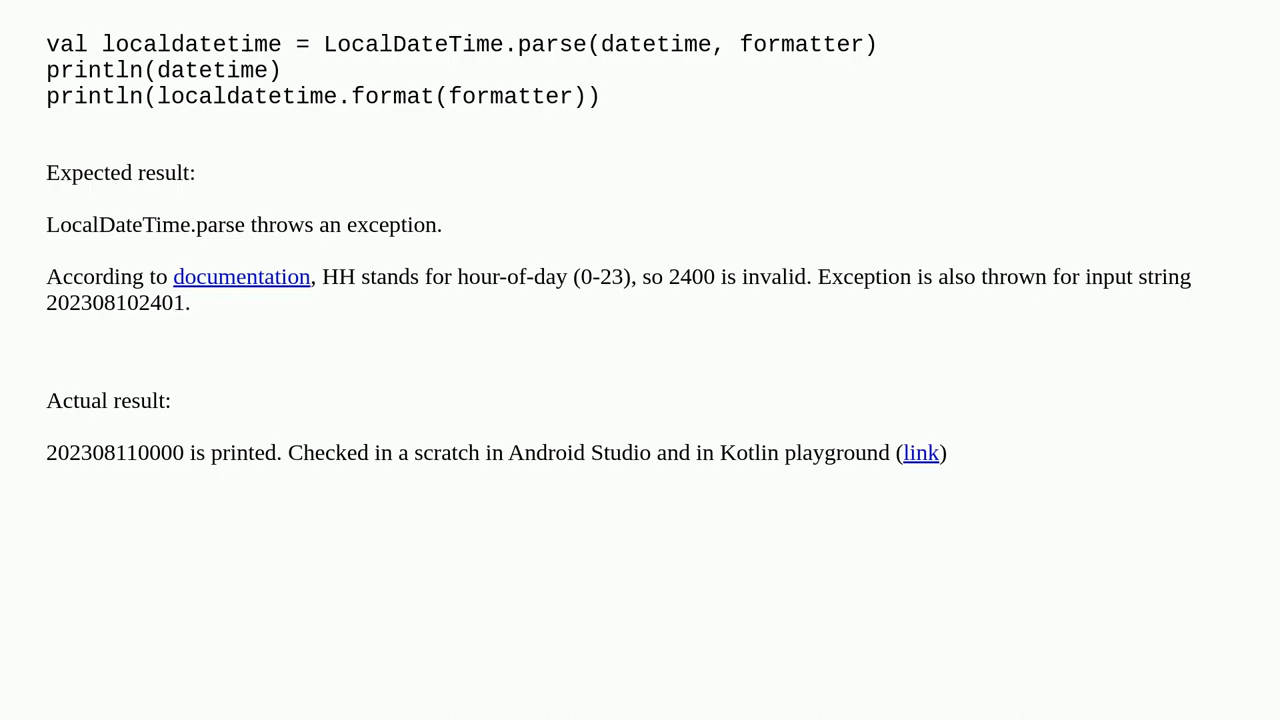 val localdatetime = LocalDateTime.parse(datetime, formatter)
println(datetime)
println(localdatetime.format(formatter))
Expected result:
LocalDateTime.parse throws an exception.
According to documentation, HH stands for hour-of-day (0-23), so 2400 is invalid. Exception is also thrown for input string
202308102401.
Actual result:
202308110000 is printed. Checked in a scratch in Android Studio and in Kotlin playground (link)